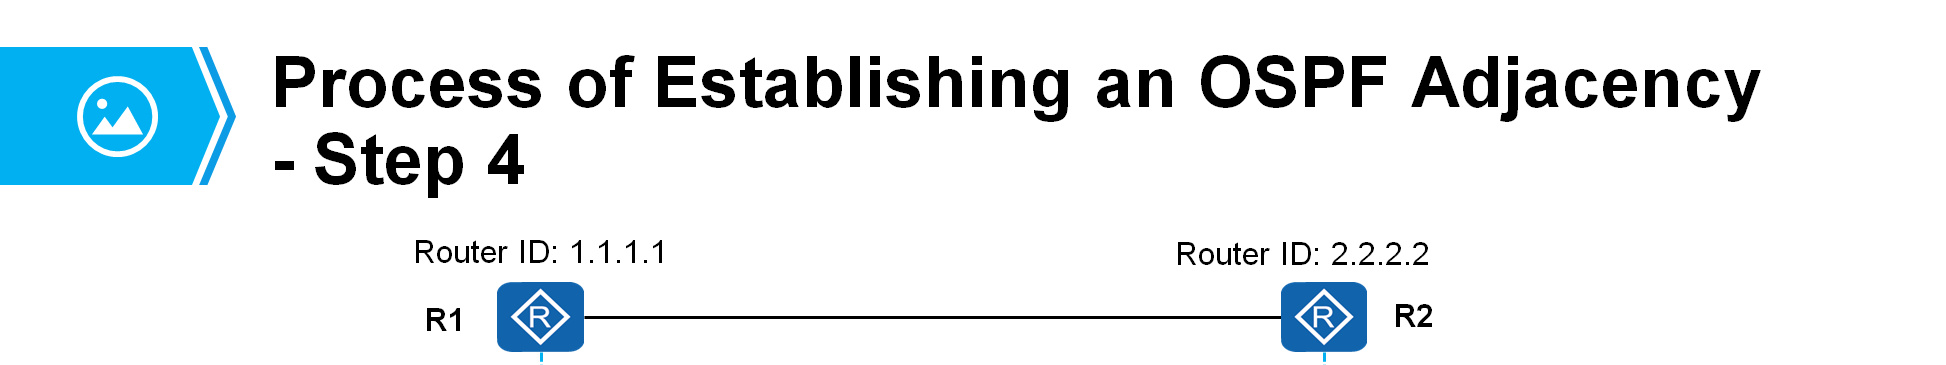 Process of Establishing an OSPF Adjacency
- Step 4
Router ID: 1.1.1.1
Router ID: 2.2.2.2
R1
R
R
R2